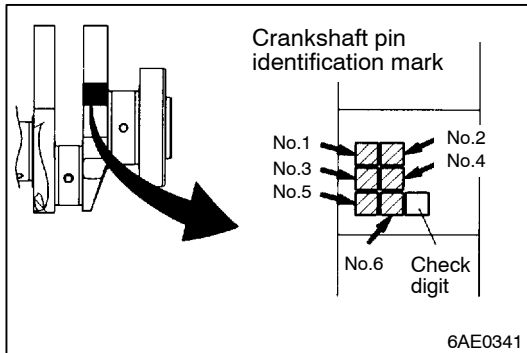 Crankshaft pin
identification mark
No.1
No.2
No.3
No.4
No.5
No.6
Check
digit
6AE0341